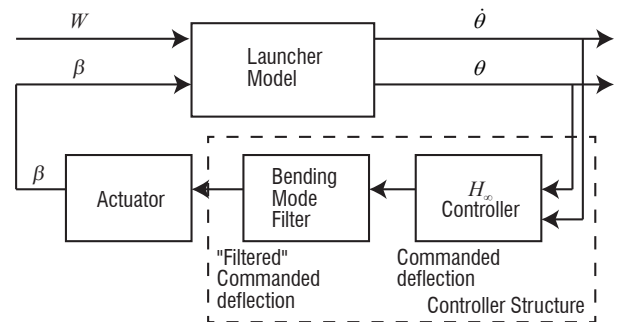 W
θ̇
β
Launcher
Model
θ
β
Actuator
Bending
Mode
Filter
H∞
Controller
"Filtered"
Commanded
deflection
Commanded
deflection
Controller Structure